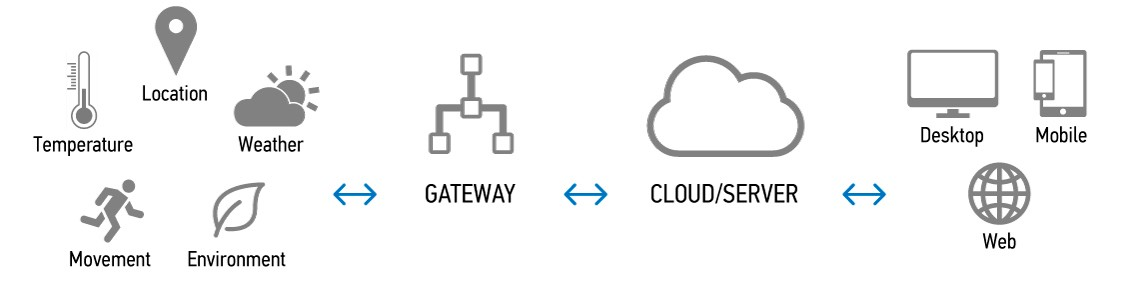 Location
Temperature
Weather
Movement
Environment
GATEWAY
CLOUD/SERVER
Desktop
Mobile
Web